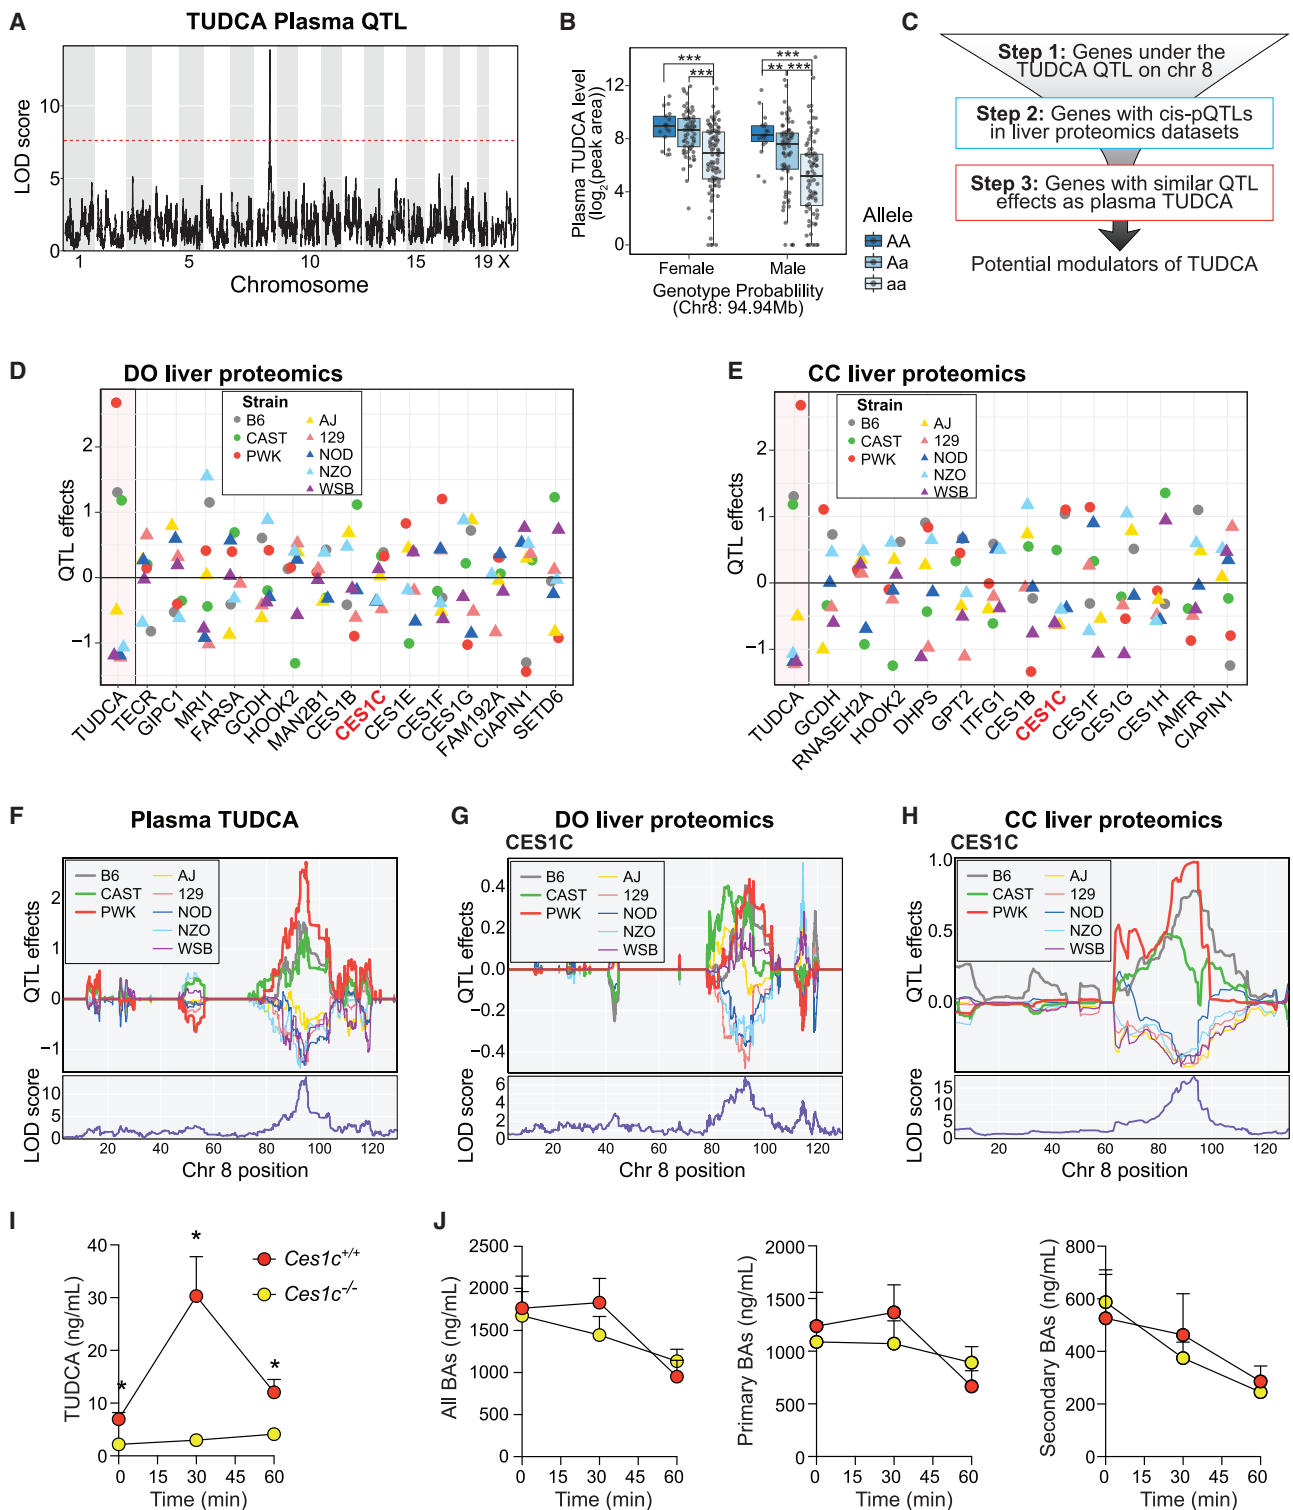 A
TUDCA Plasma QTL
LOD score
10
5
0
1
5
10
15
19 X
Chromosome
B
Plasma TUDCA level
(log2(peak area))
12
8
4
0
***
***
***
** ***
Female
Male
Genotype Probablility
(Chr8: 94.94Mb)
Allele
AA
Aa
aa
C
Step 1: Genes under the
TUDCA QTL on chr 8
Step 2: Genes with cis-pQTLs
in liver proteomics datasets
Step 3: Genes with similar QTL
effects as plasma TUDCA
Potential modulators of TUDCA
D
DO liver proteomics
QTL effects
2
1
0
−1
Strain
B6
CAST
PWK
AJ
129
NOD
NZO
WSB
TUDCA
TECR
GIPC1
MRI1
FARSA
GCDH
HOOK2
MAN2B1
CES1B
CES1C
CES1E
CES1F
CES1G
FAM192A
CIAPIN1
SETD6
E
CC liver proteomics
QTL effects
2
1
0
−1
Strain
B6
CAST
PWK
AJ
129
NOD
NZO
WSB
TUDCA
GCDH
RNASEH2A
HOOK2
DHPS
GPT2
ITFG1
CES1B
CES1C
CES1F
CES1G
CES1H
AMFR
CIAPIN1
F
Plasma TUDCA
QTL effects
2
1
0
−1
B6
CAST
PWK
AJ
129
NOD
NZO
WSB
LOD score
10
5
0
20
40
60
80
100
120
Chr 8 position
G
DO liver proteomics
CES1C
QTL effects
0.4
0.2
0.0
−0.2
−0.4
B6
CAST
PWK
AJ
129
NOD
NZO
WSB
LOD score
6
4
2
0
20
40
60
80
100
120
Chr 8 position
H
CC liver proteomics
CES1C
QTL effects
1.0
0.5
0.0
B6
CAST
PWK
AJ
129
NOD
NZO
WSB
LOD score
15
10
5
0
20
40
60
80
100
120
Chr 8 position
I
TUDCA (ng/mL)
40
30
20
10
0
*
*
*
Ces1c+/+
Ces1c-/-
0
15
30
45
60
Time (min)
J
All BAs (ng/mL)
2500
2000
1500
1000
500
0
0
15
30
45
60
Time (min)
Primary BAs (ng/mL)
2000
1500
1000
500
0
0
15
30
45
60
Time (min)
Secondary BAs (ng/mL)
800
600
400
200
0
0
15
30
45
60
Time (min)